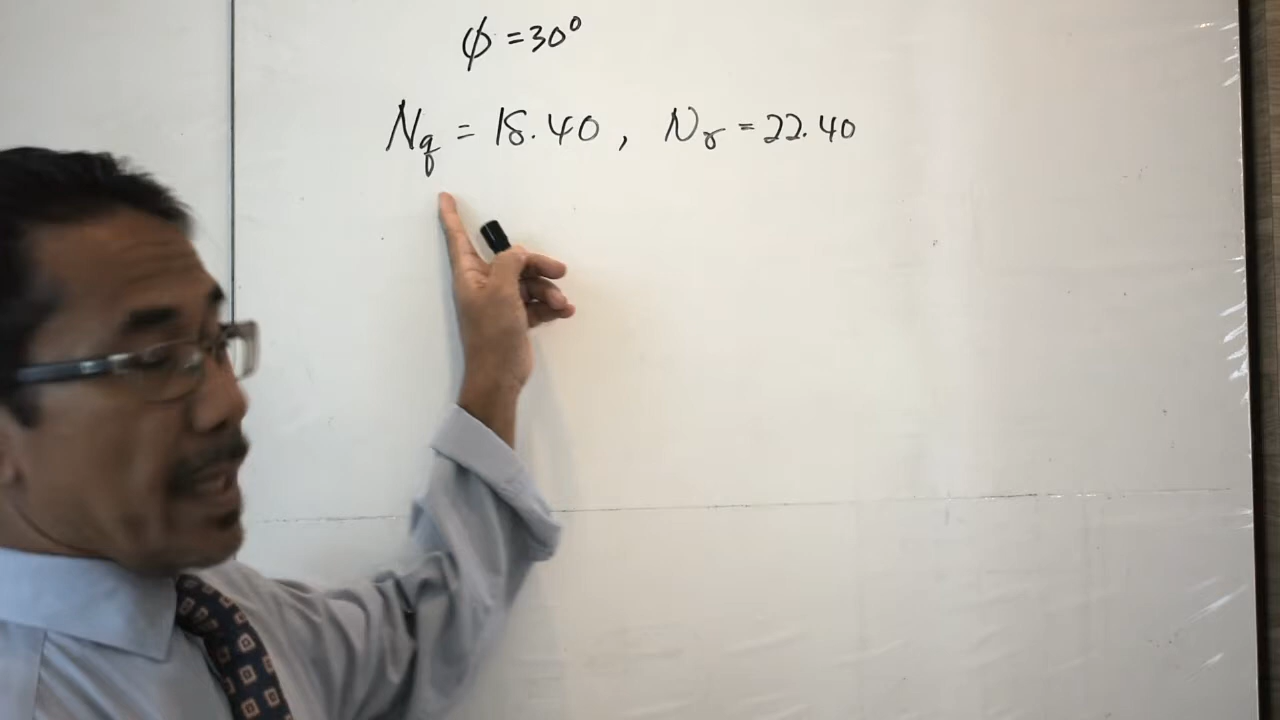 ϕ = 30°
Nq = 18.40 , Nγ = 22.40